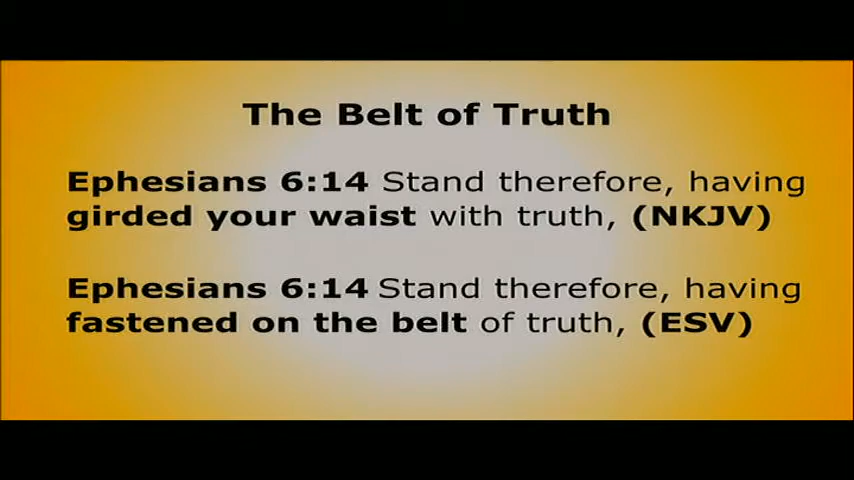 The Belt of Truth
Ephesians 6:14 Stand therefore, having
girded your waist with truth, (NKJV)
Ephesians 6:14 Stand therefore, having
fastened on the belt of truth, (ESV)